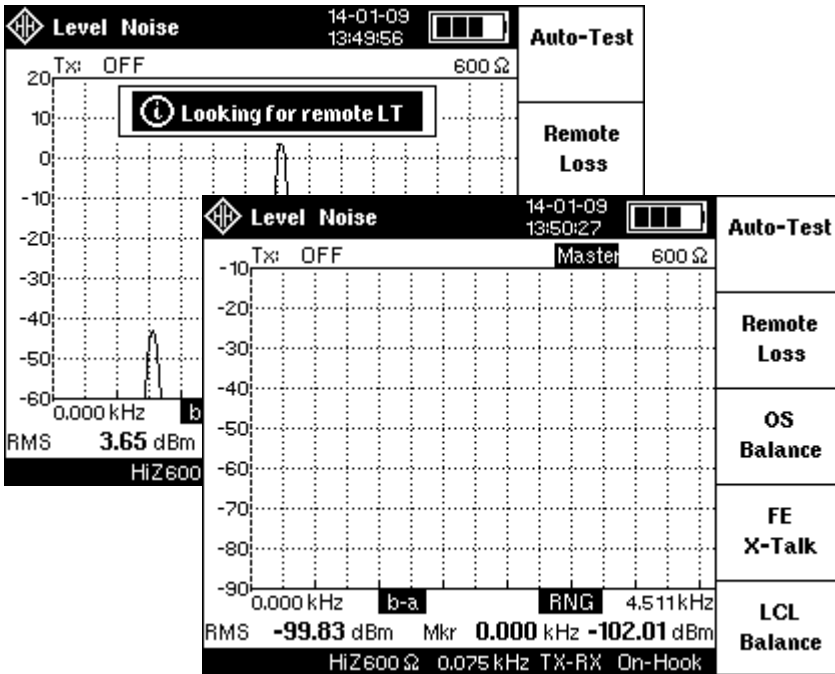 Level Noise
14-01-09
13:49:56
Auto-Test
Tx: OFF
600 Ω
Looking for remote LT
Remote
Loss
20
10
0
-10
-20
-30
-40
-50
-60
0.000 kHz b
RMS 3.65 dBm
HiZ600
Level Noise
14-01-09
13:50:27
Auto-Test
Tx: OFF
Master
600 Ω
Remote
Loss
OS
Balance
FE
X-Talk
LCL
Balance
-10
-20
-30
-40
-50
-60
-70
-80
-90
0.000 kHz b-a RNG 4.511kHz
RMS -99.83 dBm Mkr 0.000 kHz -102.01 dBm
HiZ600 Ω 0.075 kHz TX-RX On-Hook